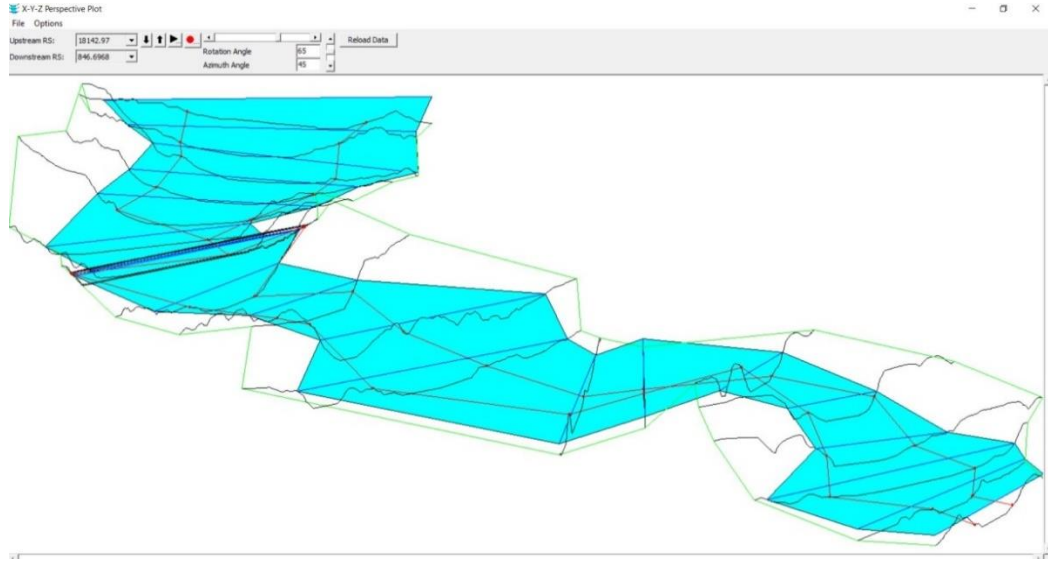 X-Y-Z Perspective Plot
File Options
Upstream RS: 18142.97 Reload Data
Downstream RS: 846.6968 Rotation Angle 65
Azimuth Angle 45